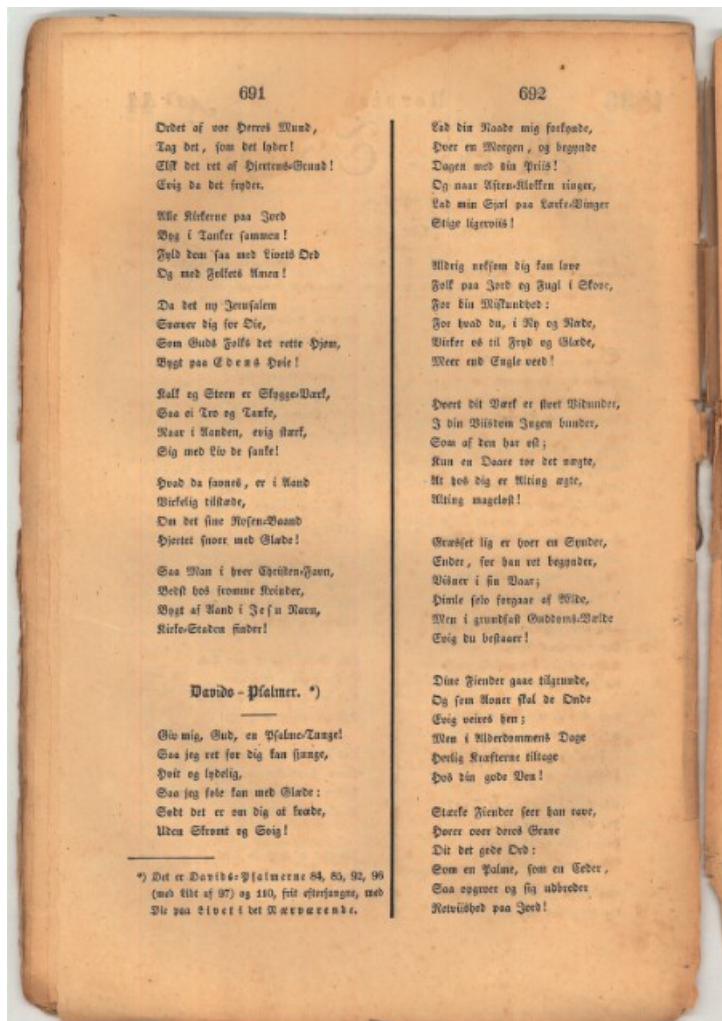 691
Ordet af vor Herres Mund,
Tag det, som det lyder!
Elsk det ret af Hjertens-Grund!
Evig da det fryder.
Alle Kirkerne paa Jord
Byg i Tanker sammen!
Fyld dem saa med Livets Ord
Og med Folkets Amen!
Da det ny Jerusalem
Svæver dig for Øie,
Som Guds Folks det rette Hjem,
Bygt paa Edens Høie!
Kalk og Steen er Skygge-Værk,
Saa ei Tro og Tanke,
Naar i Aanden, evig stærk,
Sig med Liv de sanke!
Hvad da savnes, er i Aand
Virkelig tilstæde,
Om det fine Rosen-Baand
Hjertet snoer med Glæde!
Saa Man i hver Christen-Favn,
Bedst hos fromme Kvinder,
Bygt af Aand i Jesu Navn,
Kirke-Staden finder!
Davids-Psalmer. *)
Giv mig, Gud, en Psalme-Tunge!
Saa jeg ret for dig kan sjunge,
Høit og lydelig,
Saa jeg føle kan med Glæde:
Sødt det er om dig at kvæde,
Uden Skrømt og Svig!
*) Det er Davids-Psalmerne 84, 85, 92, 96
(med Lidt af 97) og 110, frit eftersangne, med
Øie paa Livet i det Nærværende.
692
Lad din Naade mig forkynde,
Hver en Morgen, og begynde
Dagen med din Priis!
Og naar Aften-Klokken ringer,
Lad min Sjæl paa Lærke-Vinger
Stige ligerviis!
Aldrig noksom dig kan love
Folk paa Jord og Fugl i Skove,
For din Miskundhed:
For hvad du, i Ny og Næde,
Virker os til Fryd og Glæde,
Meer end Engle veed!
Hvert dit Værk er stort Vidunder,
I din Viisdom Ingen bunder,
Som af den har øst;
Kun en Daare tør det nægte,
At hos dig er Alting ægte,
Alting mageløst!
Græsset lig er hver en Synder,
Ender, før han ret begynder,
Visner i sin Vaar;
Himle selv forgaae af Ælde,
Men i grundfast Guddoms-Vælde
Evig du bestaaer!
Dine Fiender gaae tilgrunde,
Og som Avner skal de Onde
Evig veires hen;
Men i Alderdommens Dage
Herlig Kræfterne tiltage
Hos din gode Ven!
Stærke Fiender seer han rave,
Hører over deres Grave
Dit det gode Ord:
Som en Palme, som en Ceder,
Saa opgroer og sig udbreder
Retviished paa Jord!